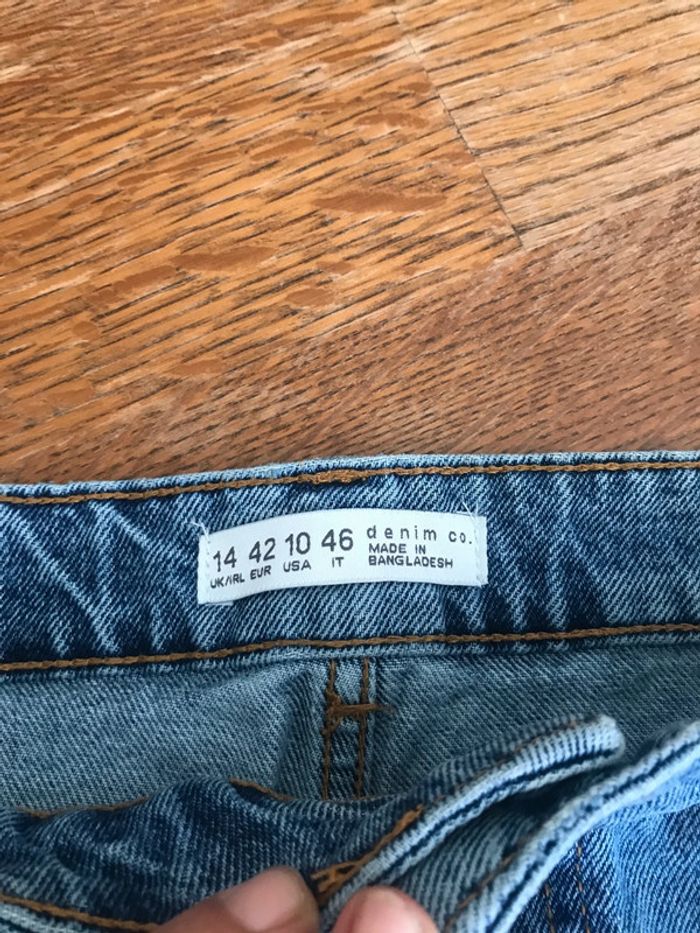 14 42 10 46 denim co.
UK/IRL EUR USA IT MADE IN
BANGLADESH